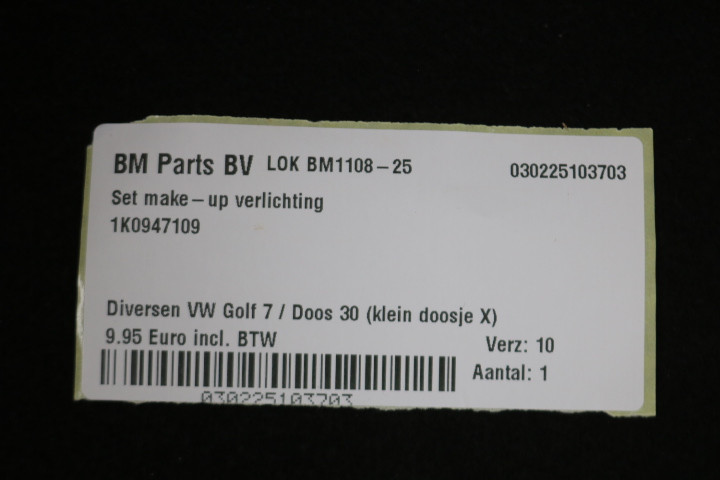 BM Parts BV LOK BM1108-25 030225103703
Set make-up verlichting
1K0947109
Diversen VW Golf 7 / Doos 30 (klein doosje X)
9.95 Euro incl. BTW Verz: 10
Aantal: 1
030225103703